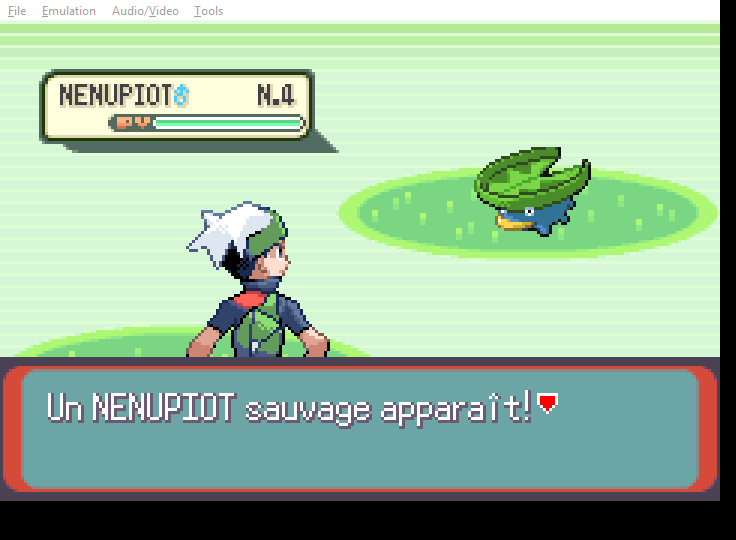 File Emulation Audio/Video Tools
NENUPIOT♂ N.4
PV
Un NENUPIOT sauvage apparaît!